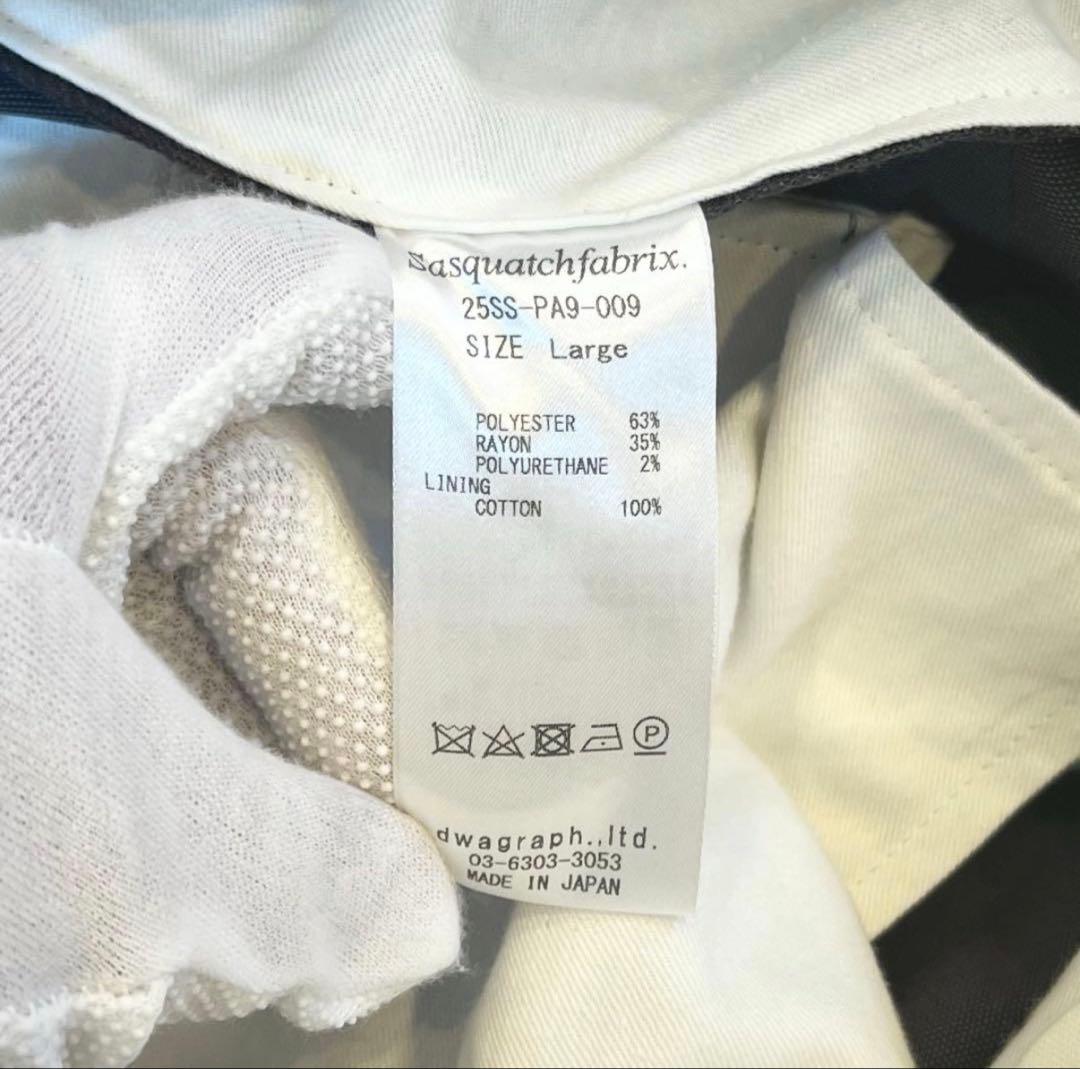 Sasquatchfabrix.
25SS-PA9-009
SIZE Large
POLYESTER 63%
RAYON 35%
POLYURETHANE 2%
LINING
COTTON 100%
P
dwagraph.,ltd.
03-6303-3053
MADE IN JAPAN